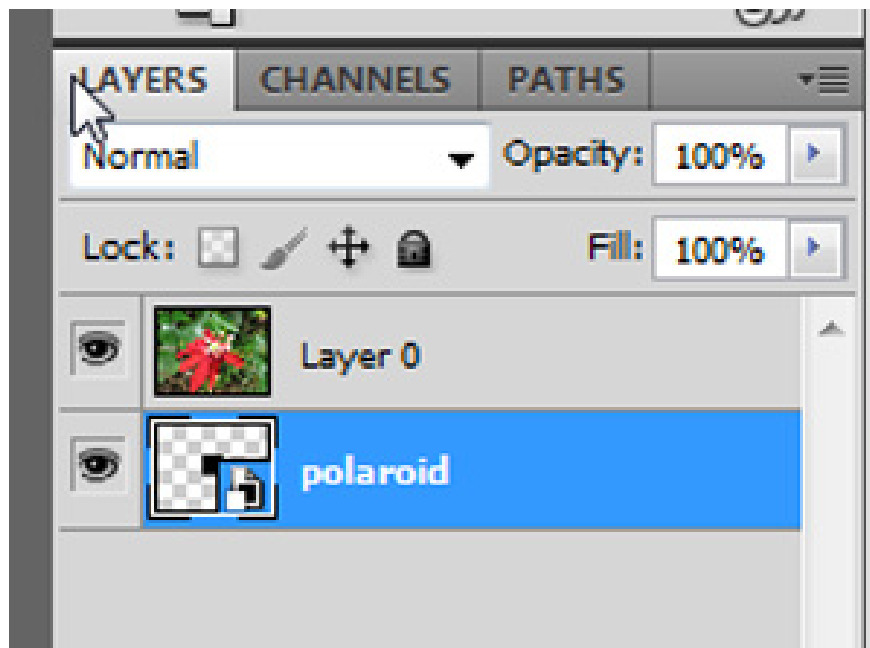 LAYERS CHANNELS PATHS
Normal Opacity: 100%
Lock: Fill: 100%
Layer 0
polaroid